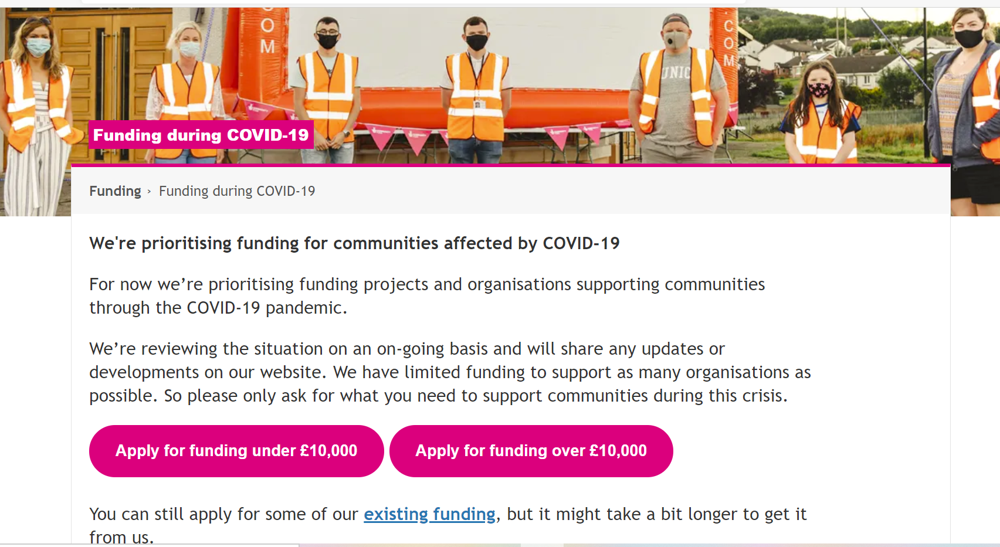 OM
.COM
UNIC
Funding during COVID-19
Funding › Funding during COVID-19
We're prioritising funding for communities affected by COVID-19
For now we’re prioritising funding projects and organisations supporting communities
through the COVID-19 pandemic.
We’re reviewing the situation on an on-going basis and will share any updates or
developments on our website. We have limited funding to support as many organisations as
possible. So please only ask for what you need to support communities during this crisis.
Apply for funding under £10,000
Apply for funding over £10,000
You can still apply for some of our existing funding, but it might take a bit longer to get it
from us.